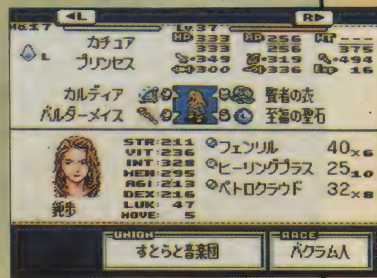 ◀L R▶
No.17 Lv.37 HP 333 MP 256 WT ---
カチュア 333 256 375
L プリンセス 349 319 494
300 336 Exp 16
カルディア 賢者の衣
バルダーメイス 至福の聖石
STR:211 フェンリル 40×6
VIT:236
INT:328 ヒーリングプラス 25
MEN:295
AGI:213 ペトロクラウド 32×8
DEX:216
鈍歩 LUK: 47
MOVE: 5
UNION RACE
すとらと音楽団 バクラム人